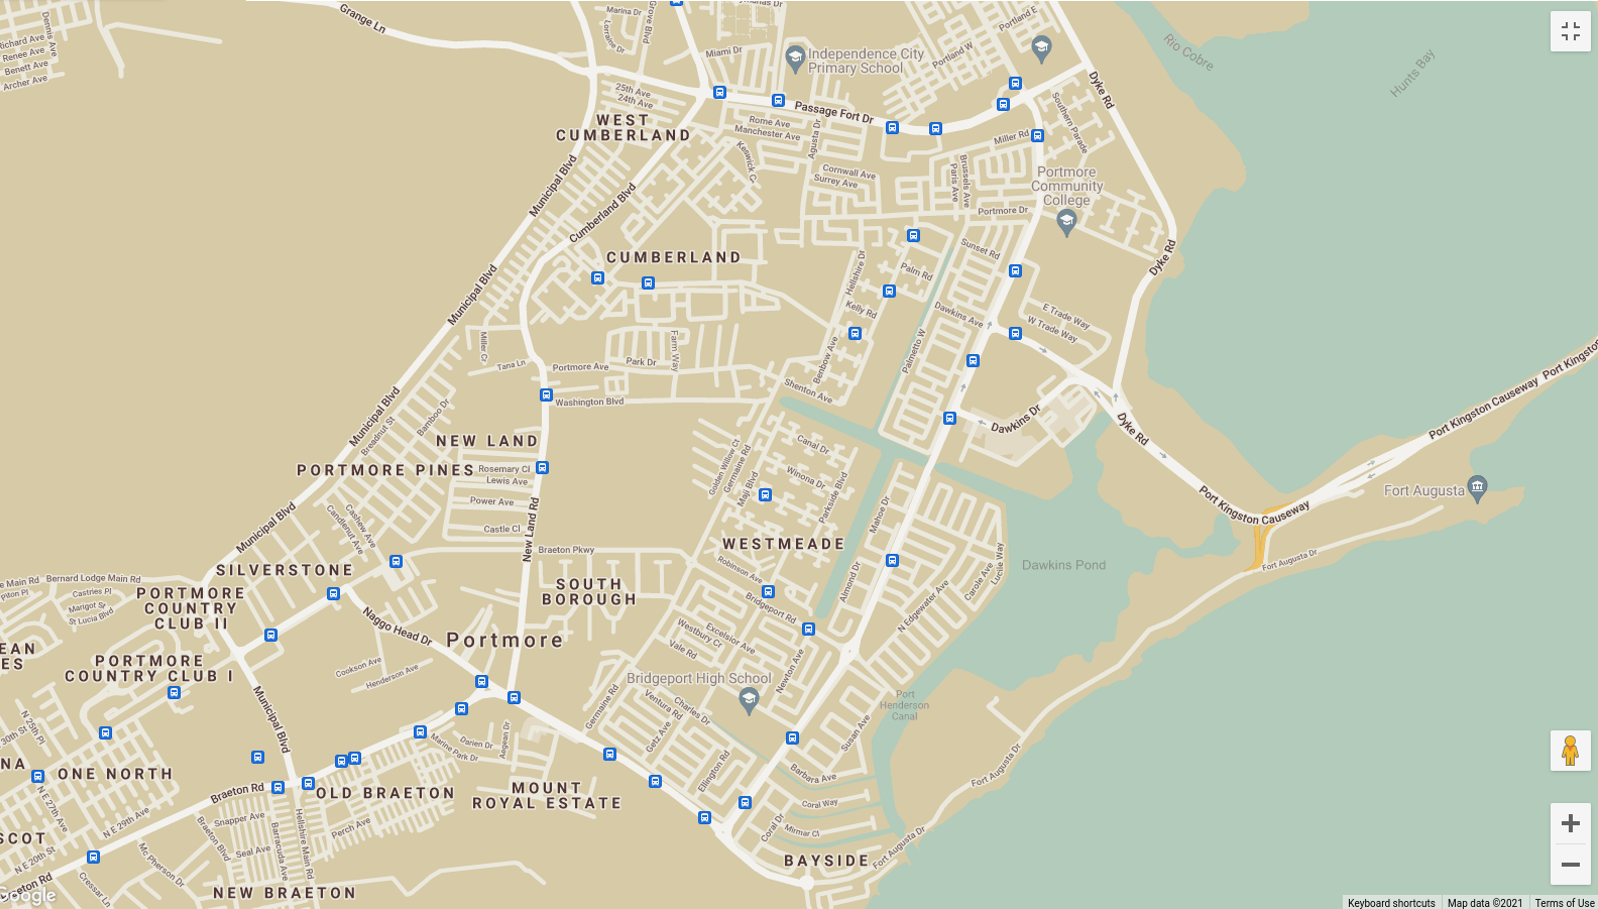 Grange Ln
Marina Dr
Lorraine Dr
Grove Blvd
Miami Dr
Dennis Ave
Richard Ave
Renee Ave
Benett Ave
Archer Ave
Independence City
Primary School
Portland E
Portland W
Rio Cobre
Hunts Bay
Dyke Rd
25th Ave
24th Ave
Passage Fort Dr
Southern Parade
WEST
CUMBERLAND
Rome Ave
Manchester Ave
Agusta Dr
Miller Rd
Kenwick Cr
Brussels Ave
Paris Ave
Cornwall Ave
Surrey Ave
Portmore
Community
College
Municipal Blvd
Cumberland Blvd
Portmore Dr
CUMBERLAND
Sunset Rd
Dyke Rd
Hellshire Dr
Palm Rd
Municipal Blvd
Kelly Rd
Dawkins Ave
E Trade Way
W Trade Way
Miller Cr
Farm Way
Park Dr
Tana Ln
Portmore Ave
Benbow Ave
Palmetto W
Port Kingston
Port Kingston Causeway
Shenton Ave
Washington Blvd
Municipal Blvd
Breadnut St
Bamboo Dr
Dawkins Dr
Dyke Rd
NEW LAND
PORTMORE PINES
Rosemary Cl
Lewis Ave
Golden Willow Ct
Germaine Rd
Maji Blvd
Canal Dr
Winona Dr
Parkside Blvd
Power Ave
Castle Cl
Mahoe Dr
Fort Augusta
Port Kingston Causeway
Municipal Blvd
Cashew Ave
Candlenut Ave
New Land Rd
Braeton Pkwy
WESTMEADE
Fort Augusta Dr
Dawkins Pond
SILVERSTONE
Main Rd
Bernard Lodge Main Rd
Piton Pl
Castries Pl
Marigot St
St Lucia Blvd
PORTMORE
COUNTRY
CLUB II
SOUTH
BOROUGH
Robinson Ave
Bridgeport Rd
Almond Dr
Lucile Way
Carole Ave
N Edgewater Ave
Naggo Head Dr
Portmore
Excelsior Ave
Westbury Cr
Vale Rd
PORTMORE
COUNTRY CLUB I
Cookson Ave
Henderson Ave
Newton Ave
Bridgeport High School
Port
Henderson
Canal
EAN
ES
Municipal Blvd
Germaine Rd
Ventura Rd
Charles Dr
Getz Ave
Susan Ave
N 25th Pl
30th St
Aegean Dr
Darien Dr
Marine Park Dr
Fort Augusta Dr
NA
ONE NORTH
Ellington Rd
Barbara Ave
Braeton Rd
OLD BRAETON
MOUNT
ROYAL ESTATE
Coral Way
N E 27th Ave
N E 29th Ave
Snapper Ave
Perch Ave
Coral Dr
Mirmar Cl
SCOT
N E 20th St
Braeton Blvd
Seal Ave
Barracuda Ave
Hellshire Main Rd
Mc Pherson Dr
BAYSIDE
Fort Augusta Dr
Cressar Ln
NEW BRAETON
Braeton Rd
Google
Keyboard shortcuts
Map data ©2021
Terms of Use